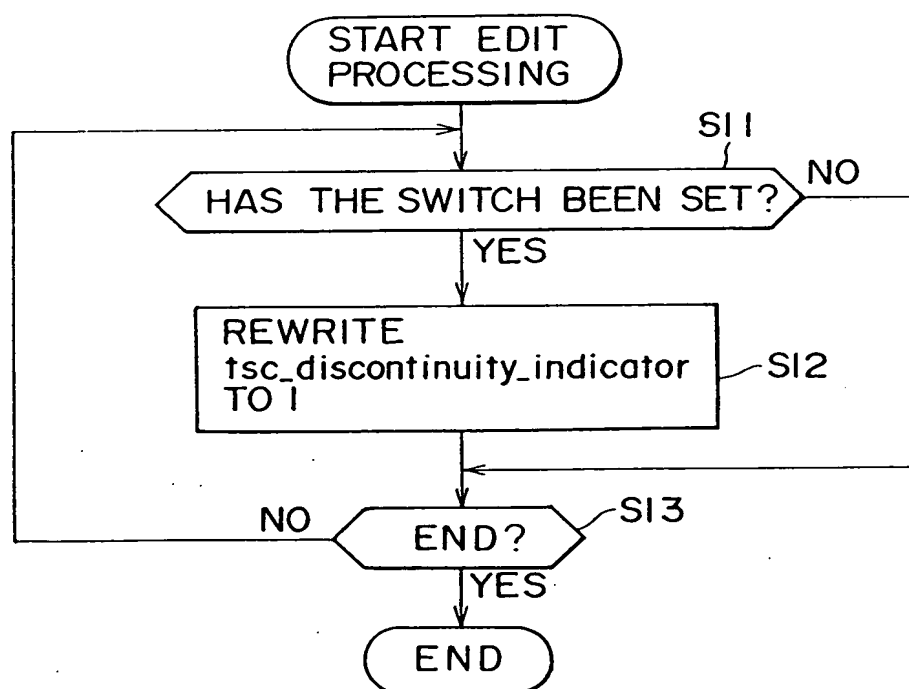 START EDIT
PROCESSING
S11
HAS THE SWITCH BEEN SET?
NO
YES
REWRITE
tsc_discontinuity_indicator
TO 1
S12
NO
END?
S13
YES
END